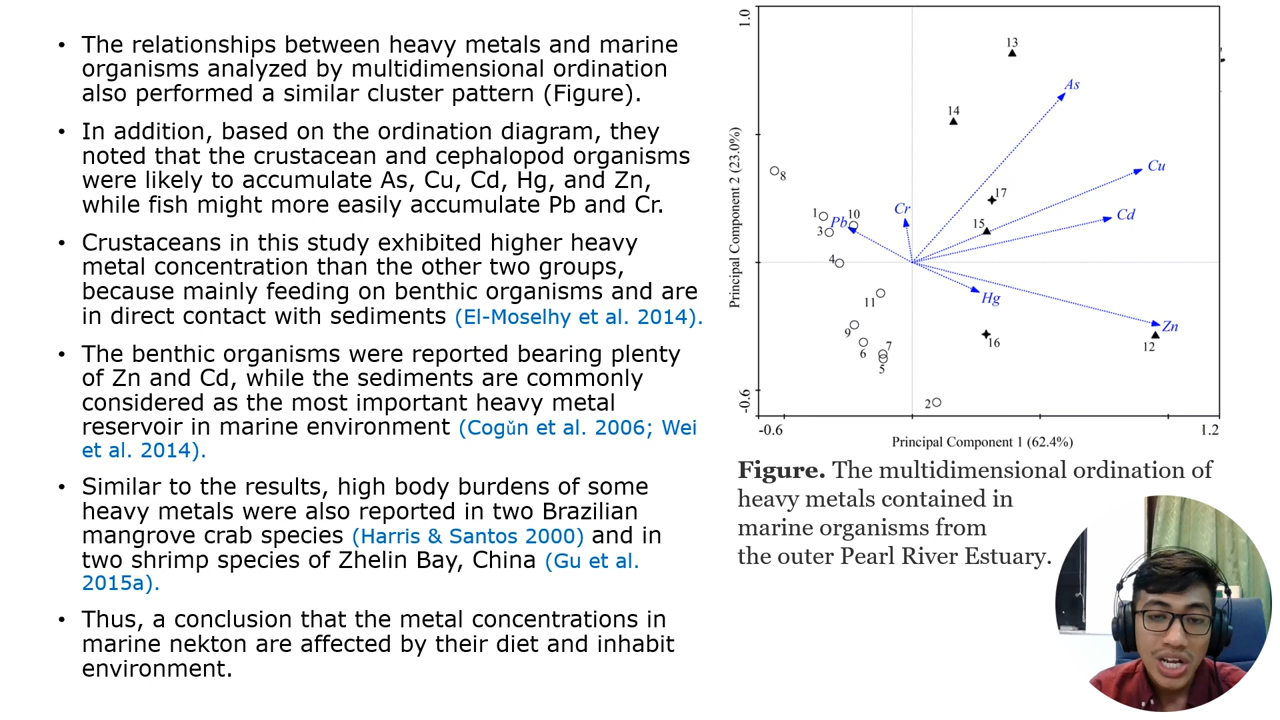 • The relationships between heavy metals and marine
organisms analyzed by multidimensional ordination
also performed a similar cluster pattern (Figure).
• In addition, based on the ordination diagram, they
noted that the crustacean and cephalopod organisms
were likely to accumulate As, Cu, Cd, Hg, and Zn,
while fish might more easily accumulate Pb and Cr.
• Crustaceans in this study exhibited higher heavy
metal concentration than the other two groups,
because mainly feeding on benthic organisms and are
in direct contact with sediments (El-Moselhy et al. 2014).
• The benthic organisms were reported bearing plenty
of Zn and Cd, while the sediments are commonly
considered as the most important heavy metal
reservoir in marine environment (Cogŭn et al. 2006; Wei
et al. 2014).
• Similar to the results, high body burdens of some
heavy metals were also reported in two Brazilian
mangrove crab species (Harris & Santos 2000) and in
two shrimp species of Zhelin Bay, China (Gu et al.
2015a).
• Thus, a conclusion that the metal concentrations in
marine nekton are affected by their diet and inhabit
environment.
1.0
Principal Component 2 (23.0%)
-0.6
13
As
14
Cu
8
17
Cr
1
10
Pb
Cd
3
15
4
Hg
11
Zn
9
16
12
6
7
5
2
-0.6
1.2
Principal Component 1 (62.4%)
Figure. The multidimensional ordination of
heavy metals contained in
marine organisms from
the outer Pearl River Estuary.